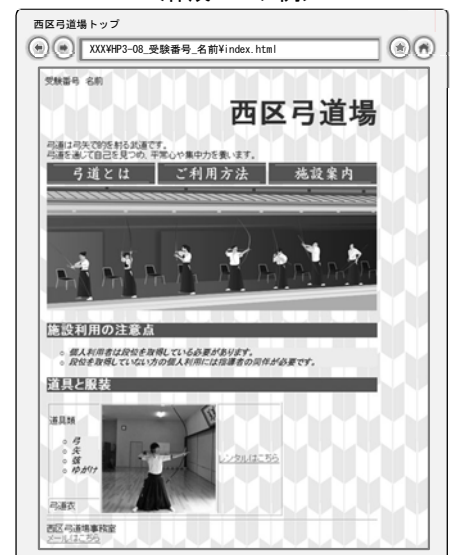 西区弓道場トップ
XXX¥HP3-08_受験番号_名前¥index.html
受験番号 名前
西区弓道場
弓道は弓矢で的を射る武道です。
弓道を通じて自己を見つめ、平常心や集中力を養います。
弓道とは ご利用方法 施設案内
施設利用の注意点
個人利用者は段位を取得している必要があります。
段位を取得していない方の個人利用には指導者の同伴が必要です。
道具と服装
道具類
弓
矢
弦
ゆがけ
レンタルはこちら
弓道衣
西区弓道場事務室
メールはこちら